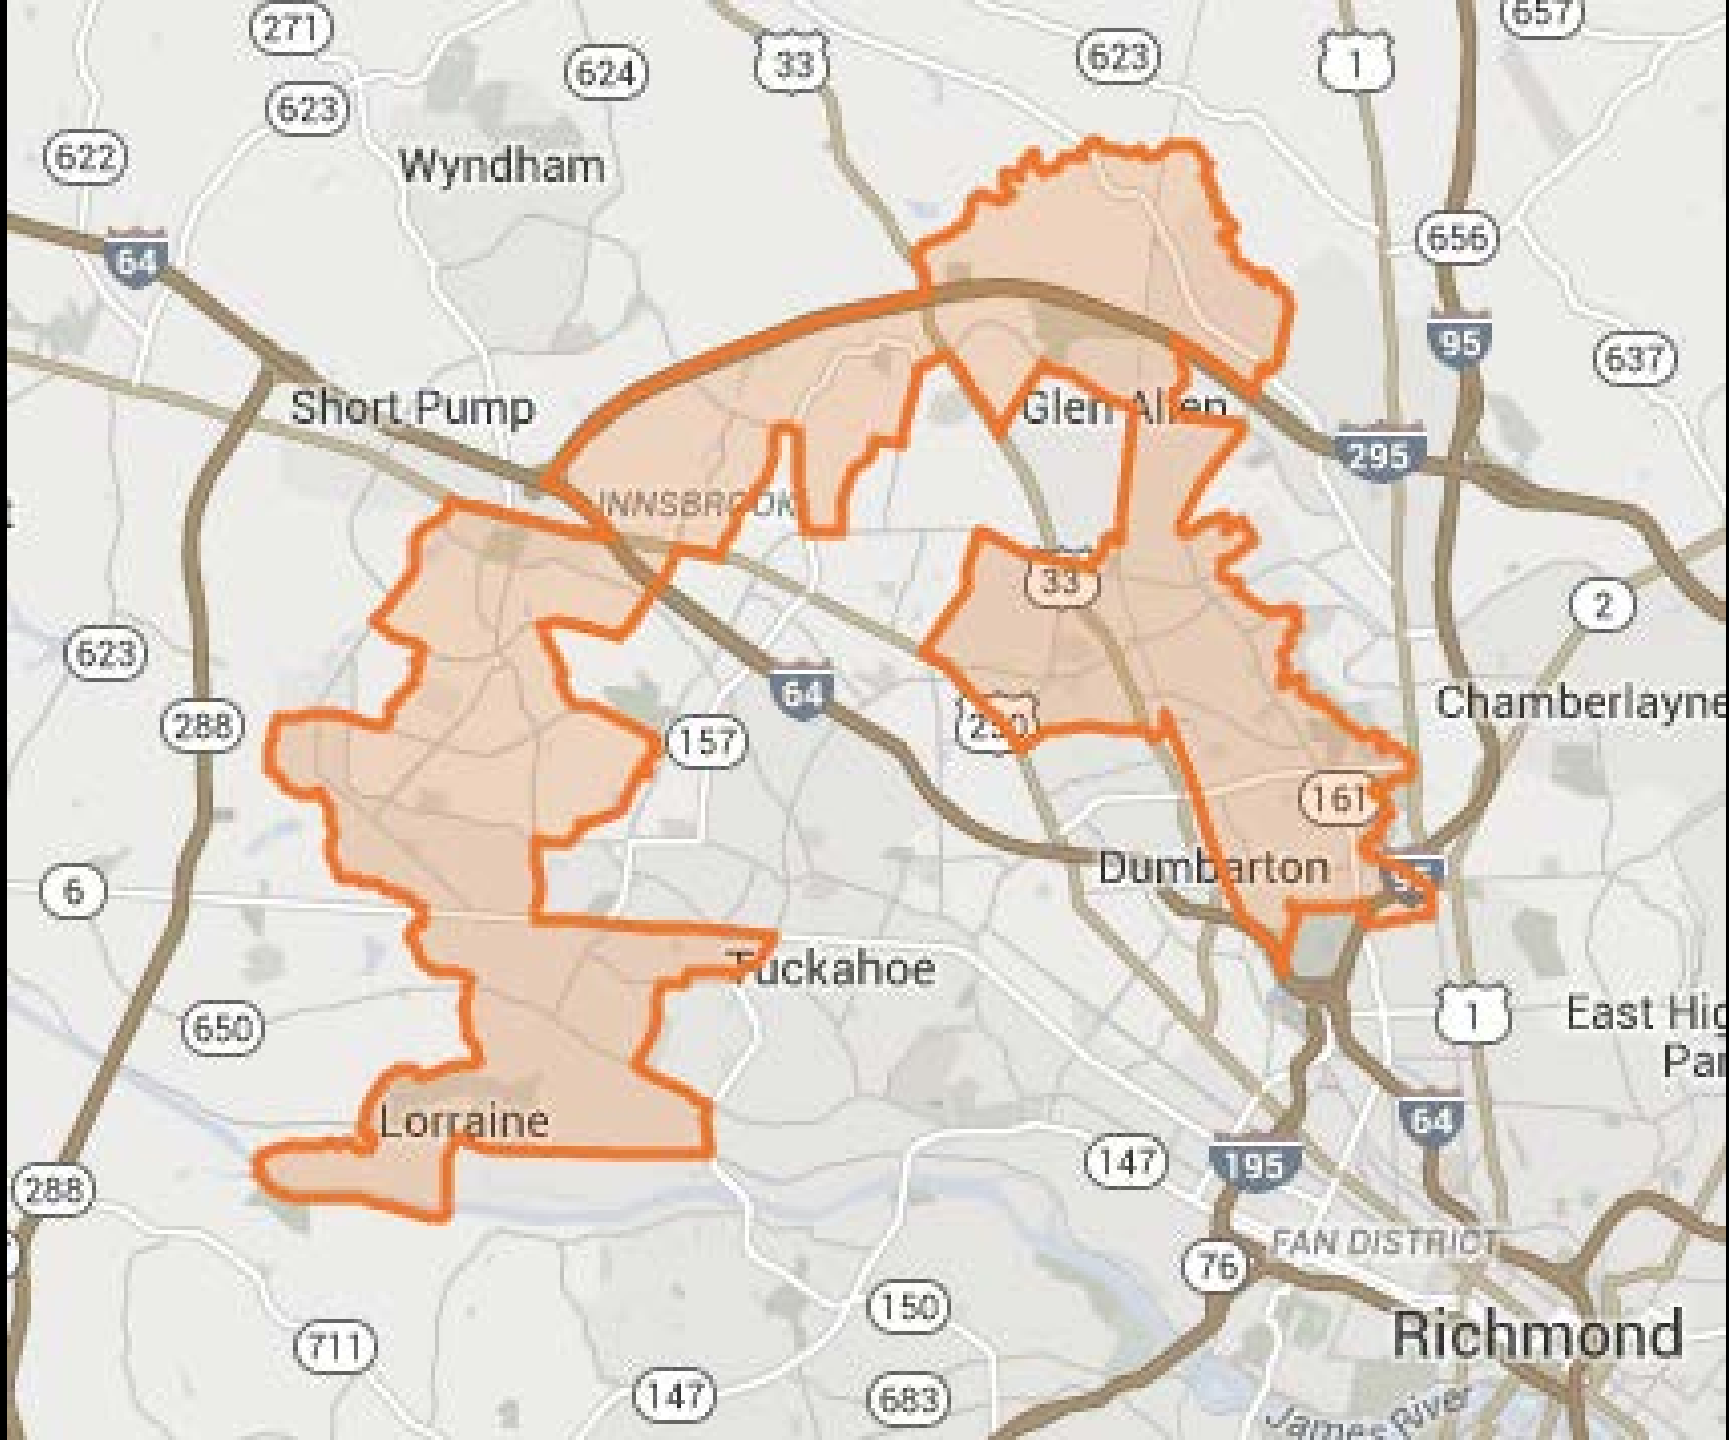 271
657
33
623
1
624
623
622
Wyndham
656
64
95
637
Short Pump
Glen Allen
295
INNSBROOK
33
2
623
64
Chamberlayne
288
250
157
161
Dumbarton
6
Tuckahoe
650
1
East Hig
Par
Lorraine
64
147
195
288
FAN DISTRICT
76
150
Richmond
711
147
683
James River